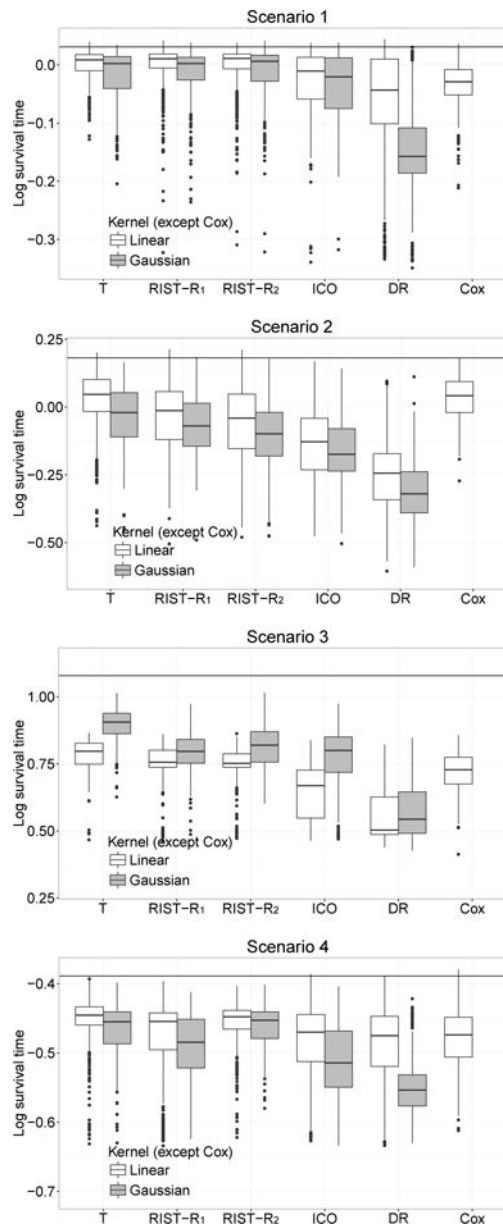 Scenario 1
0.0
−0.1
−0.2
−0.3
Log survival time
Kernel (except Cox)
Linear
Gaussian
T RIST−R1 RIST−R2 ICO DR Cox
Scenario 2
0.25
0.00
−0.25
−0.50
Log survival time
Kernel (except Cox)
Linear
Gaussian
T RIST−R1 RIST−R2 ICO DR Cox
Scenario 3
1.00
0.75
0.50
0.25
Log survival time
Kernel (except Cox)
Linear
Gaussian
T RIST−R1 RIST−R2 ICO DR Cox
Scenario 4
−0.4
−0.5
−0.6
−0.7
Log survival time
Kernel (except Cox)
Linear
Gaussian
T RIST−R1 RIST−R2 ICO DR Cox